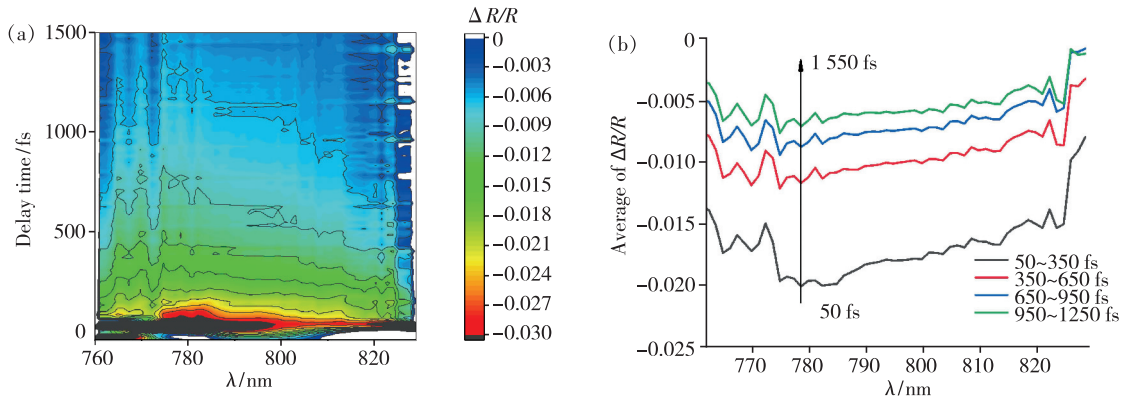 (a)
1500
1000
500
0
Delay time/fs
760
780
800
820
λ/nm
ΔR/R
0
−0.003
−0.006
−0.009
−0.012
−0.015
−0.018
−0.021
−0.024
−0.027
−0.030
(b)
0
−0.005
−0.010
−0.015
−0.020
−0.025
Average of ΔR/R
1 550 fs
50 fs
50~350 fs
350~650 fs
650~950 fs
950~1250 fs
770
780
790
800
810
820
λ/nm